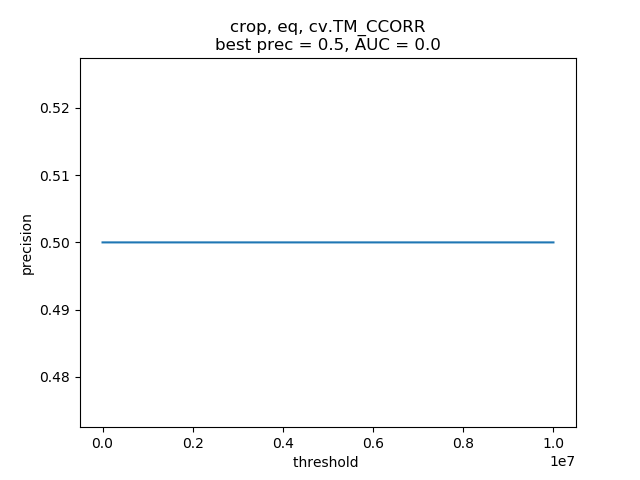 crop, eq, cv.TM_CCORR
best prec = 0.5, AUC = 0.0
0.52
0.51
0.50
0.49
0.48
precision
0.0 0.2 0.4 0.6 0.8 1.0
1e7
threshold